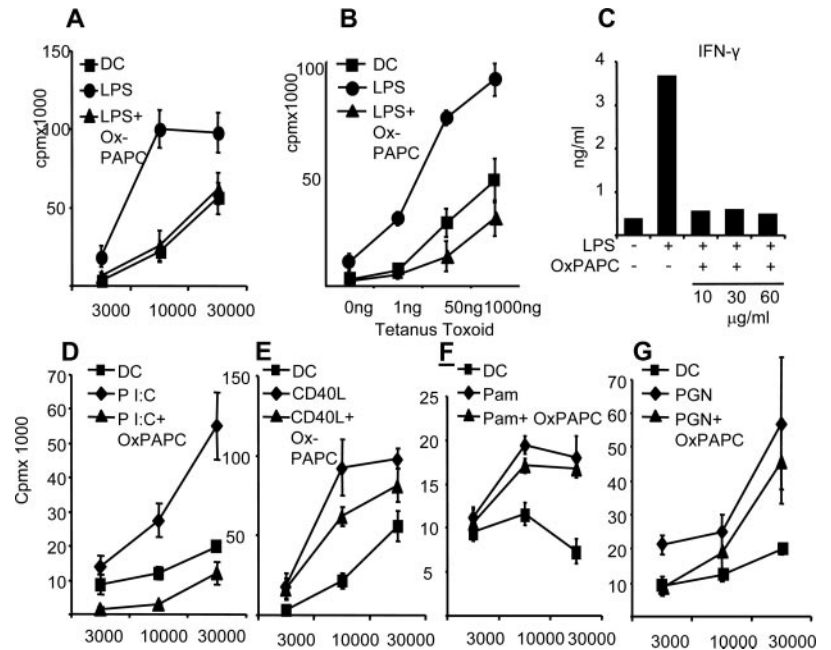 A
150
100
50
cpmx1000
DC
LPS
LPS+
Ox-
PAPC
3000 10000 30000
B
100
50
cpmx1000
DC
LPS
LPS+
Ox-
PAPC
0ng 1ng 50ng 1000ng
Tetanus Toxoid
C
IFN-γ
4
3
2
1
ng/ml
LPS - + + + +
OxPAPC - - + + +
10 30 60
μg/ml
D
70
60
50
40
30
20
10
Cpmx 1000
DC
P I:C
P I:C+
OxPAPC
3000 10000 30000
E
150
100
50
DC
CD40L
CD40L+
Ox-
PAPC
3000 10000 30000
F
25
20
15
10
5
DC
Pam
Pam+ OxPAPC
3000 10000 30000
G
70
60
50
40
30
20
10
DC
PGN
PGN+
OxPAPC
3000 10000 30000